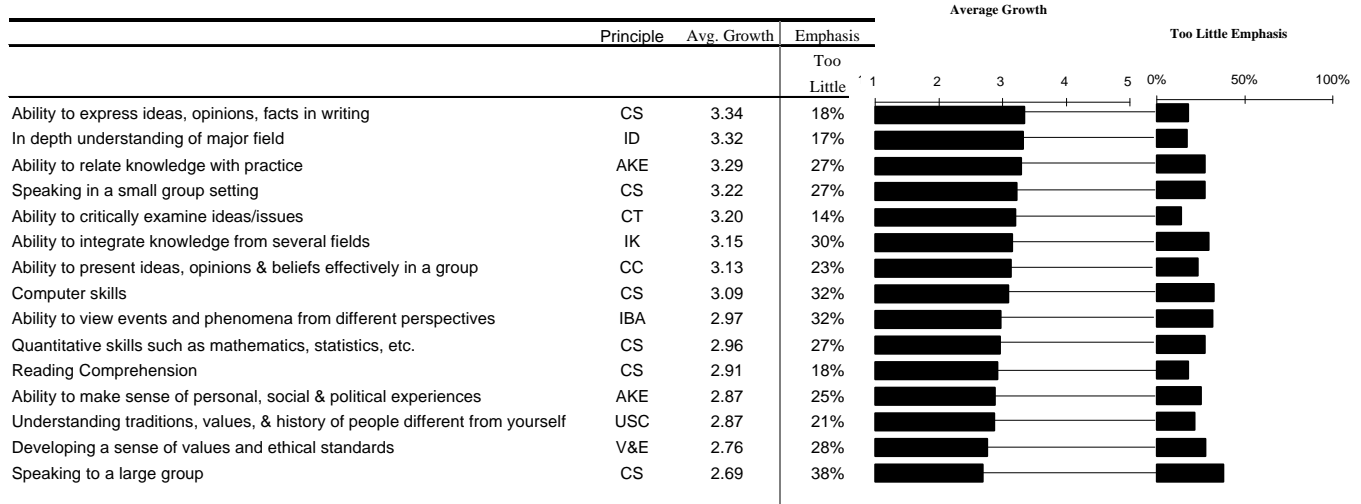 Average Growth
Principle Avg. Growth Emphasis Too Little Emphasis
Too
Little
1 2 3 4 5 0% 50% 100%
Ability to express ideas, opinions, facts in writing CS 3.34 18%
In depth understanding of major field ID 3.32 17%
Ability to relate knowledge with practice AKE 3.29 27%
Speaking in a small group setting CS 3.22 27%
Ability to critically examine ideas/issues CT 3.20 14%
Ability to integrate knowledge from several fields IK 3.15 30%
Ability to present ideas, opinions & beliefs effectively in a group CC 3.13 23%
Computer skills CS 3.09 32%
Ability to view events and phenomena from different perspectives IBA 2.97 32%
Quantitative skills such as mathematics, statistics, etc. CS 2.96 27%
Reading Comprehension CS 2.91 18%
Ability to make sense of personal, social & political experiences AKE 2.87 25%
Understanding traditions, values, & history of people different from yourself USC 2.87 21%
Developing a sense of values and ethical standards V&E 2.76 28%
Speaking to a large group CS 2.69 38%